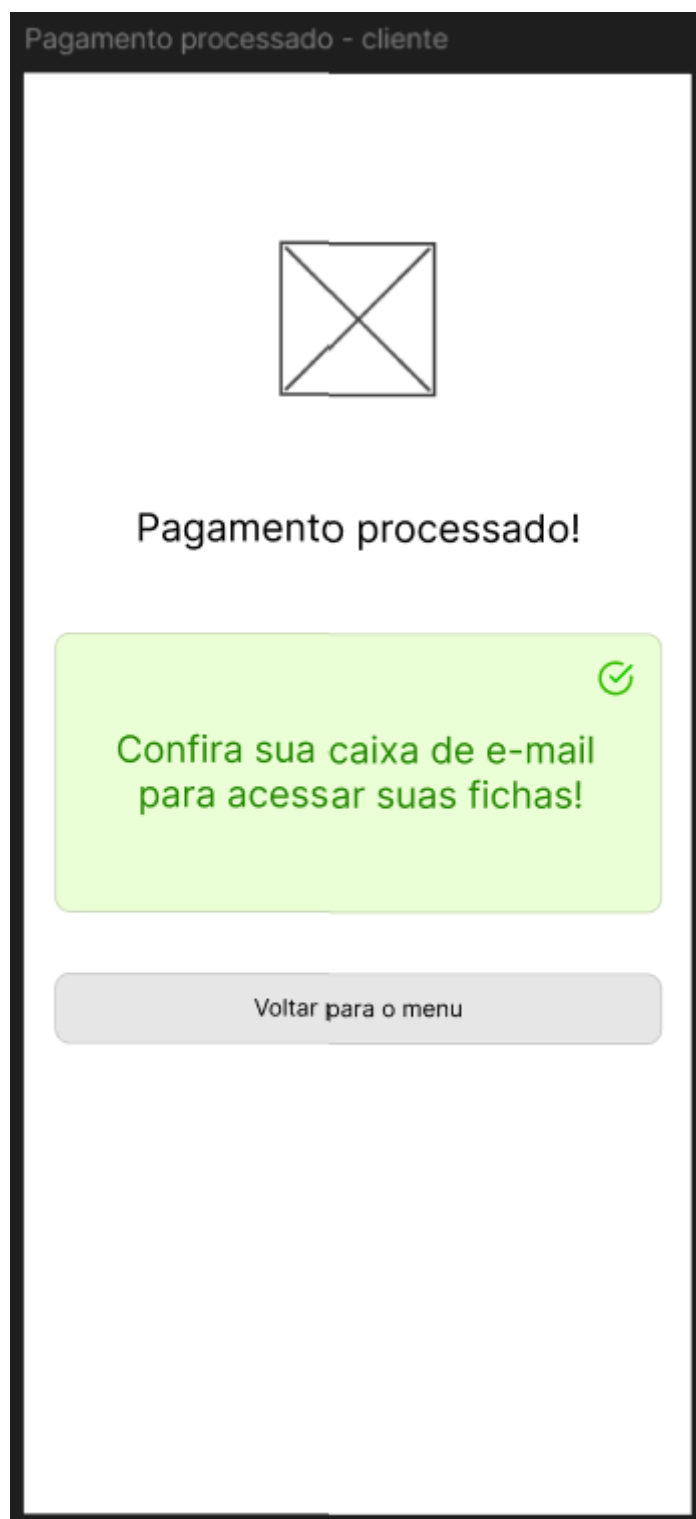 Pagamento processado - cliente
Pagamento processado!
Confira sua caixa de e-mail
para acessar suas fichas!
Voltar para o menu